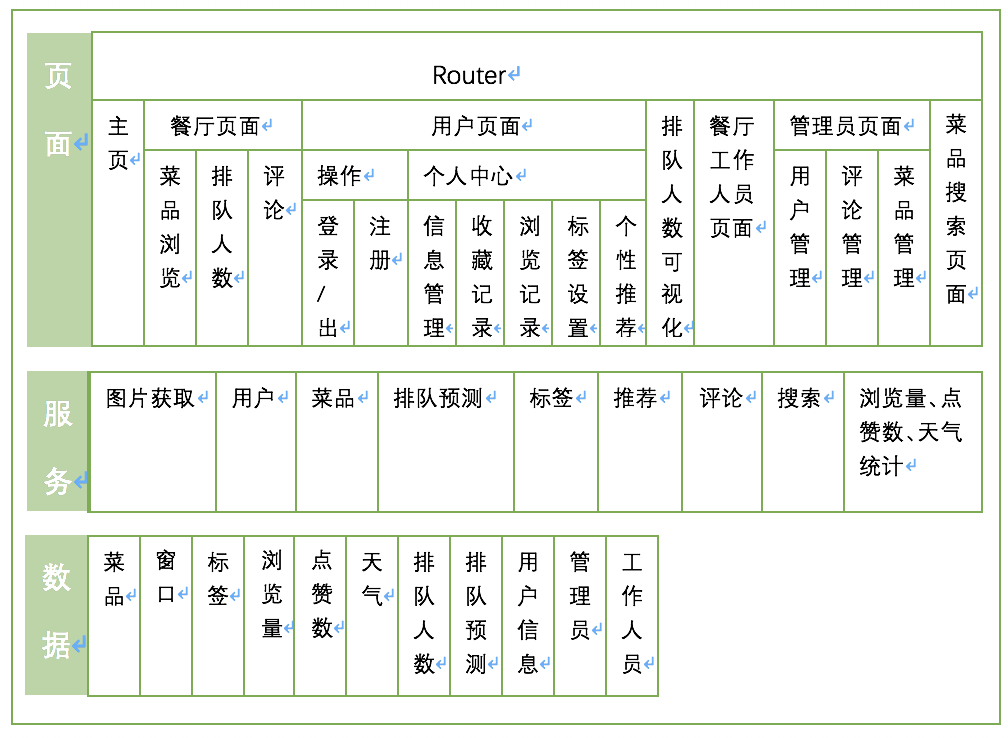 页面
Router
主页
餐厅页面
菜品浏览
排队人数
评论
用户页面
操作
登录/出
注册
个人中心
信息管理
收藏记录
浏览记录
标签设置
个性推荐
排队人数可视化
餐厅
工作
人员
页面
管理员页面
用户管理
评论管理
菜品管理
菜品搜索页面
服务
图片获取
用户
菜品
排队预测
标签
推荐
评论
搜索
浏览量、点
赞数、天气
统计
数据
菜品
窗口
标签
浏览量
点赞数
天气
排队人数
排队预测
用户信息
管理员
工作人员